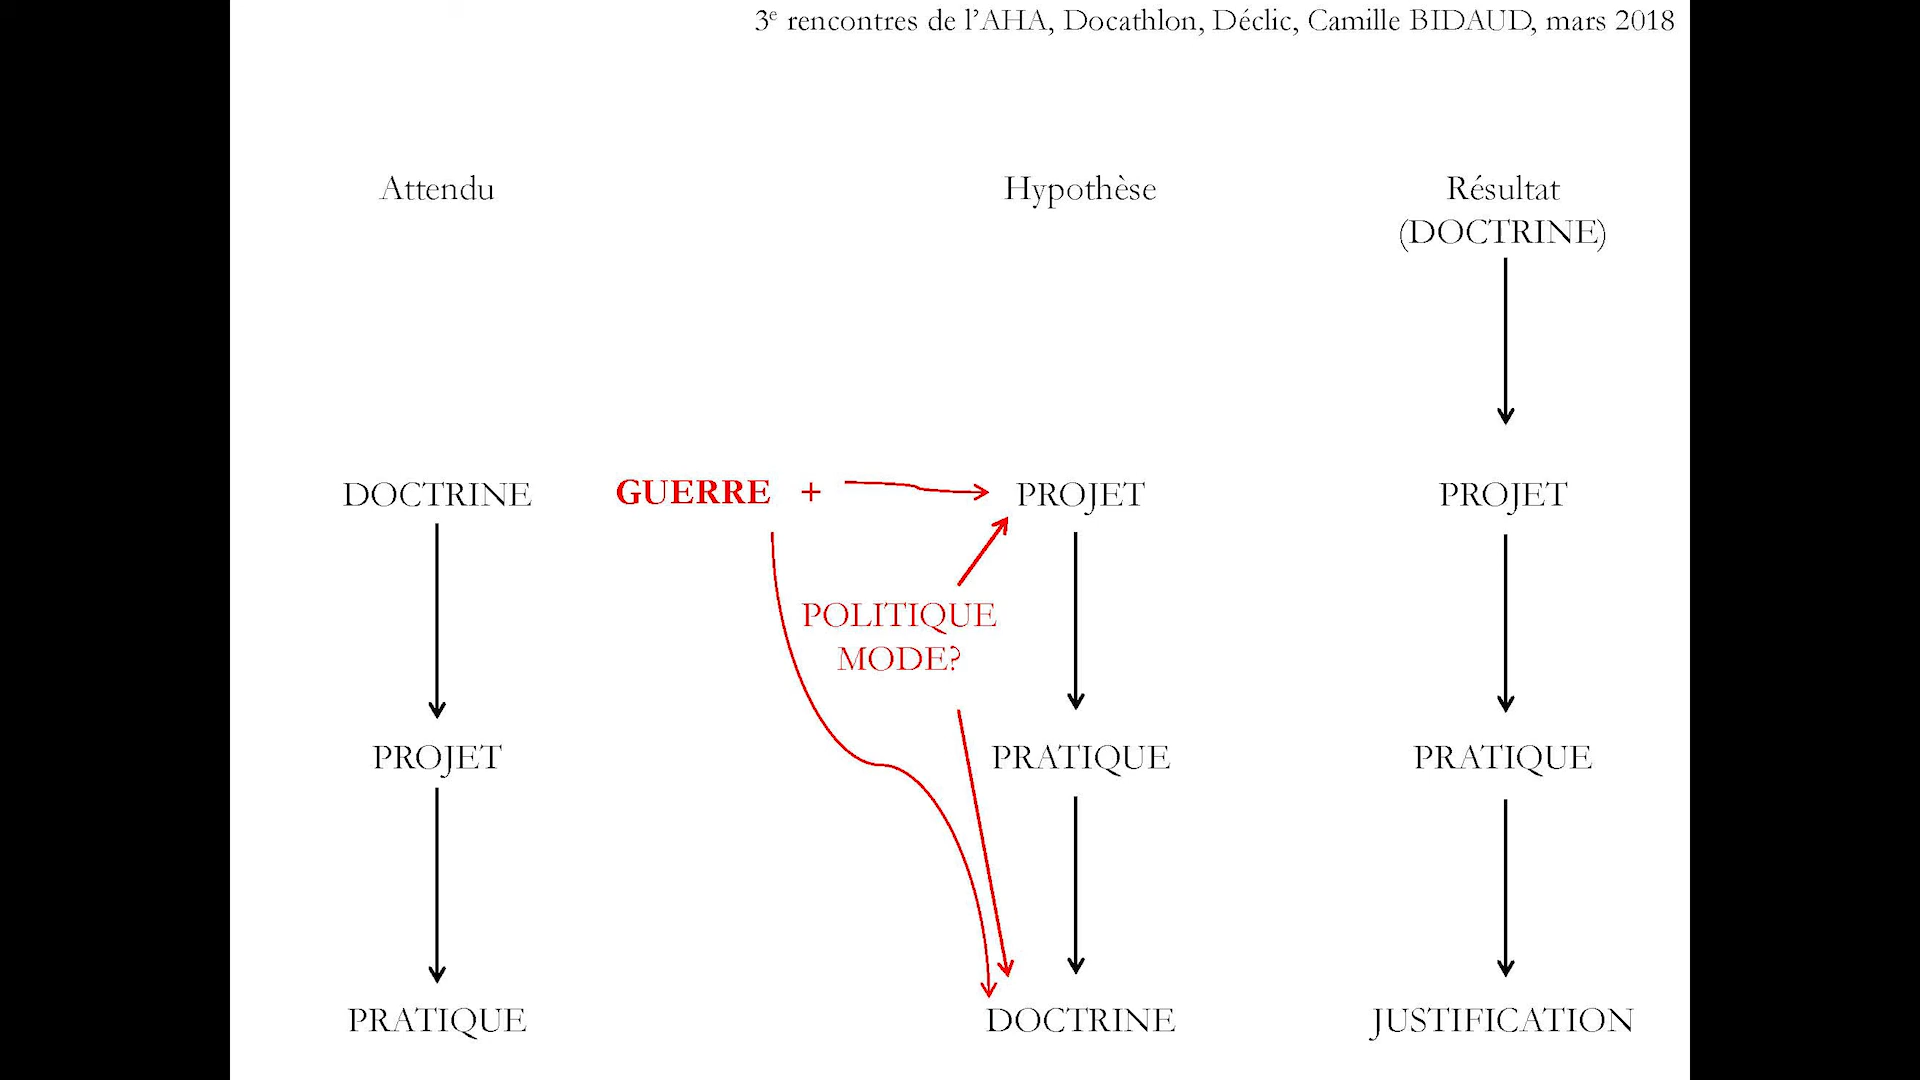 3e rencontres de l’AHA, Docathlon, Déclic, Camille BIDAUD, mars 2018
Attendu
Hypothèse
Résultat
(DOCTRINE)
DOCTRINE
GUERRE +
PROJET
PROJET
POLITIQUE
MODE?
PROJET
PRATIQUE
PRATIQUE
PRATIQUE
DOCTRINE
JUSTIFICATION